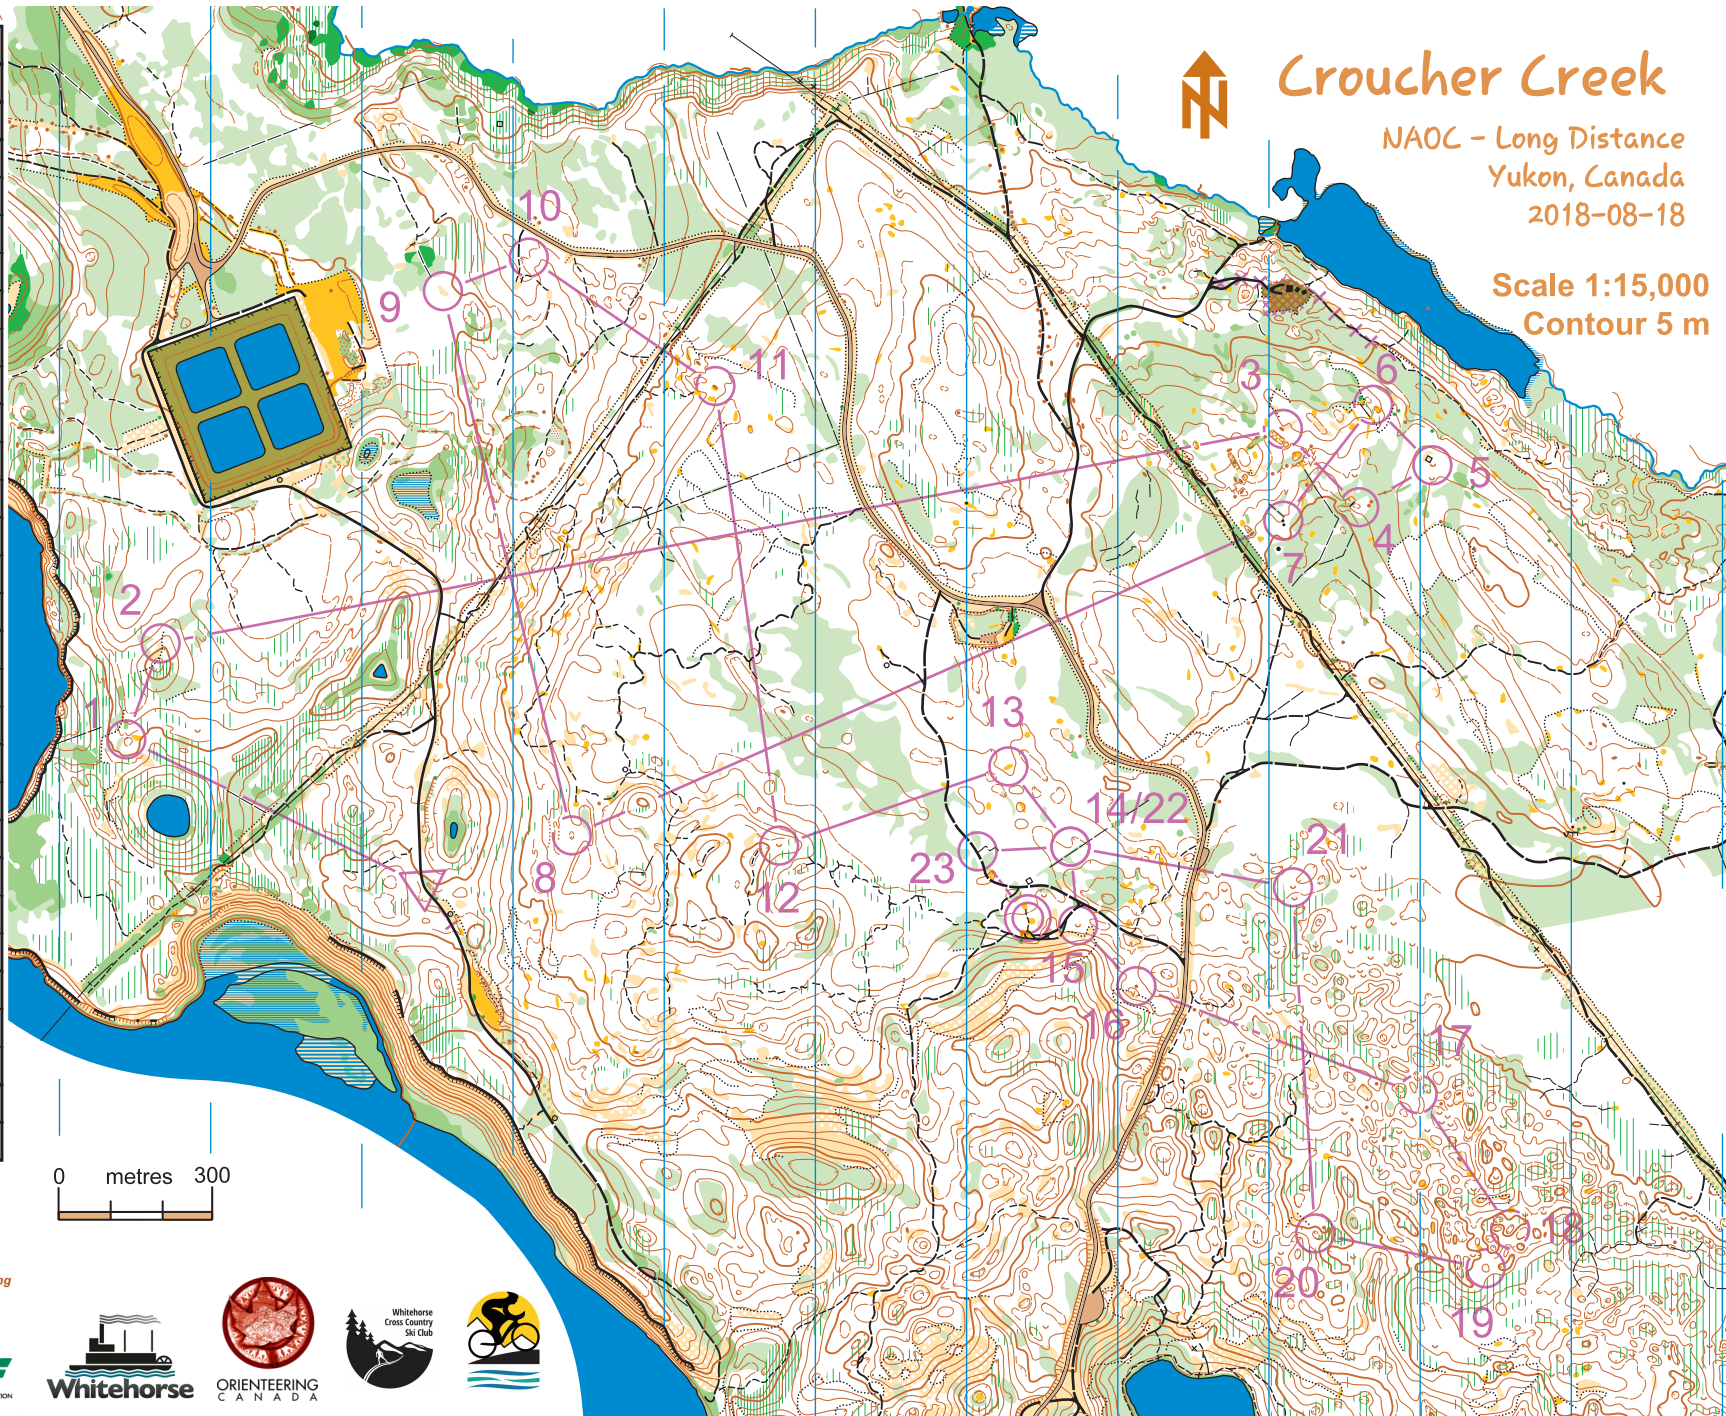 Croucher Creek
NAOC - Long Distance
Yukon, Canada
2018-08-18
Scale 1:15,000
Contour 5 m
10
9
11
3
6
5
4
7
2
1
13
14/22
21
23
8
12
15
16
17
18
20
19
0 metres 300
Whitehorse
ORIENTEERING
CANADA
Whitehorse
Cross Country
Ski Club